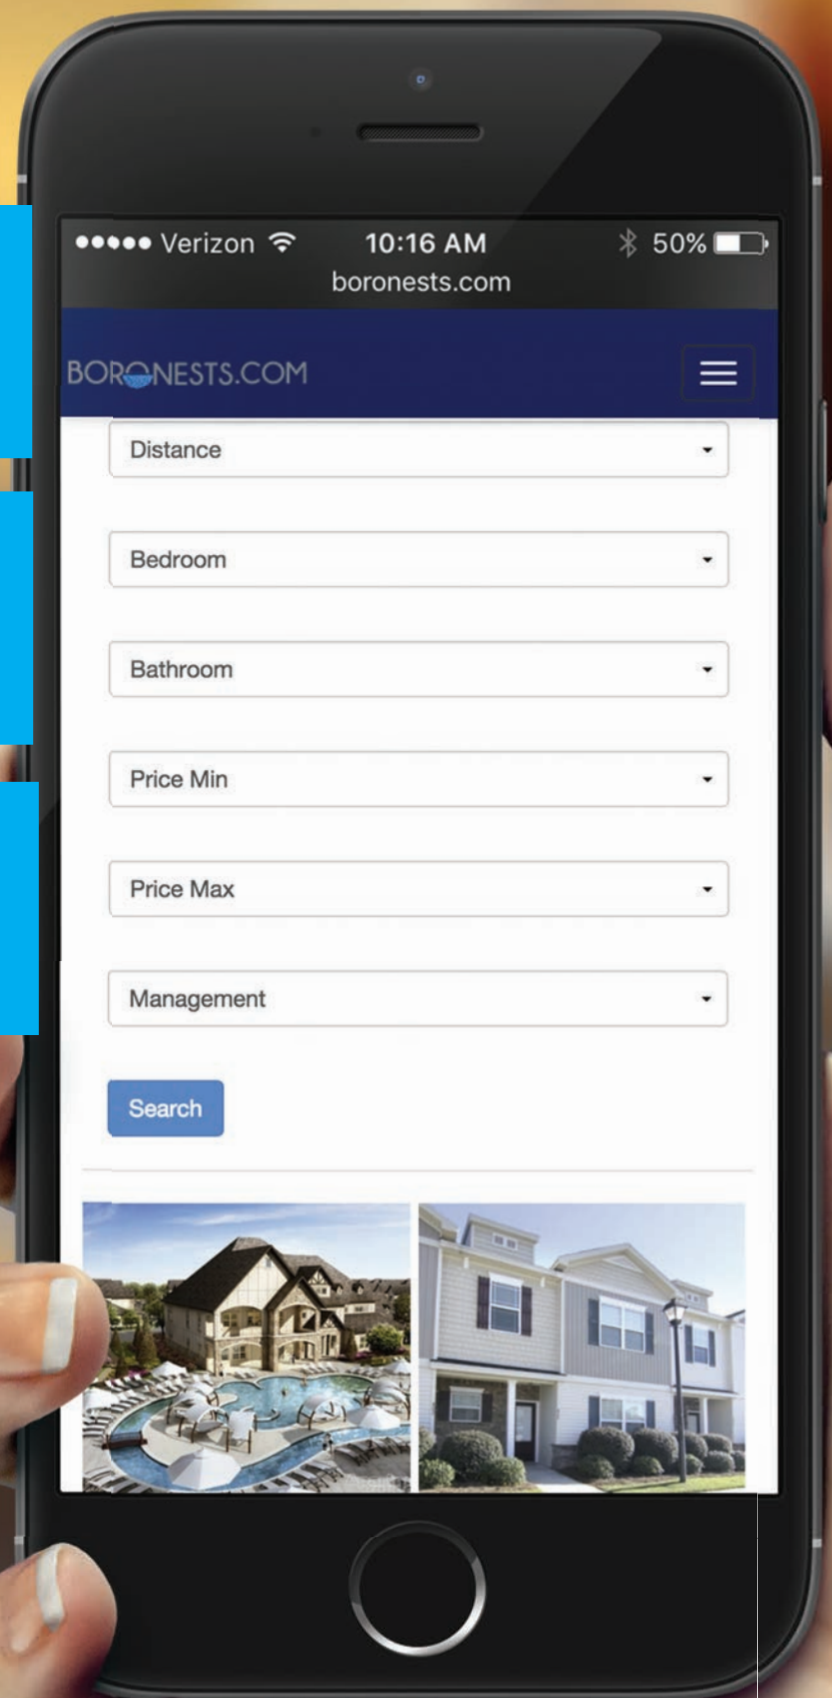 Verizon 10:16 AM 50%
boronests.com
BORONESTS.COM
Distance
Bedroom
Bathroom
Price Min
Price Max
Management
Search